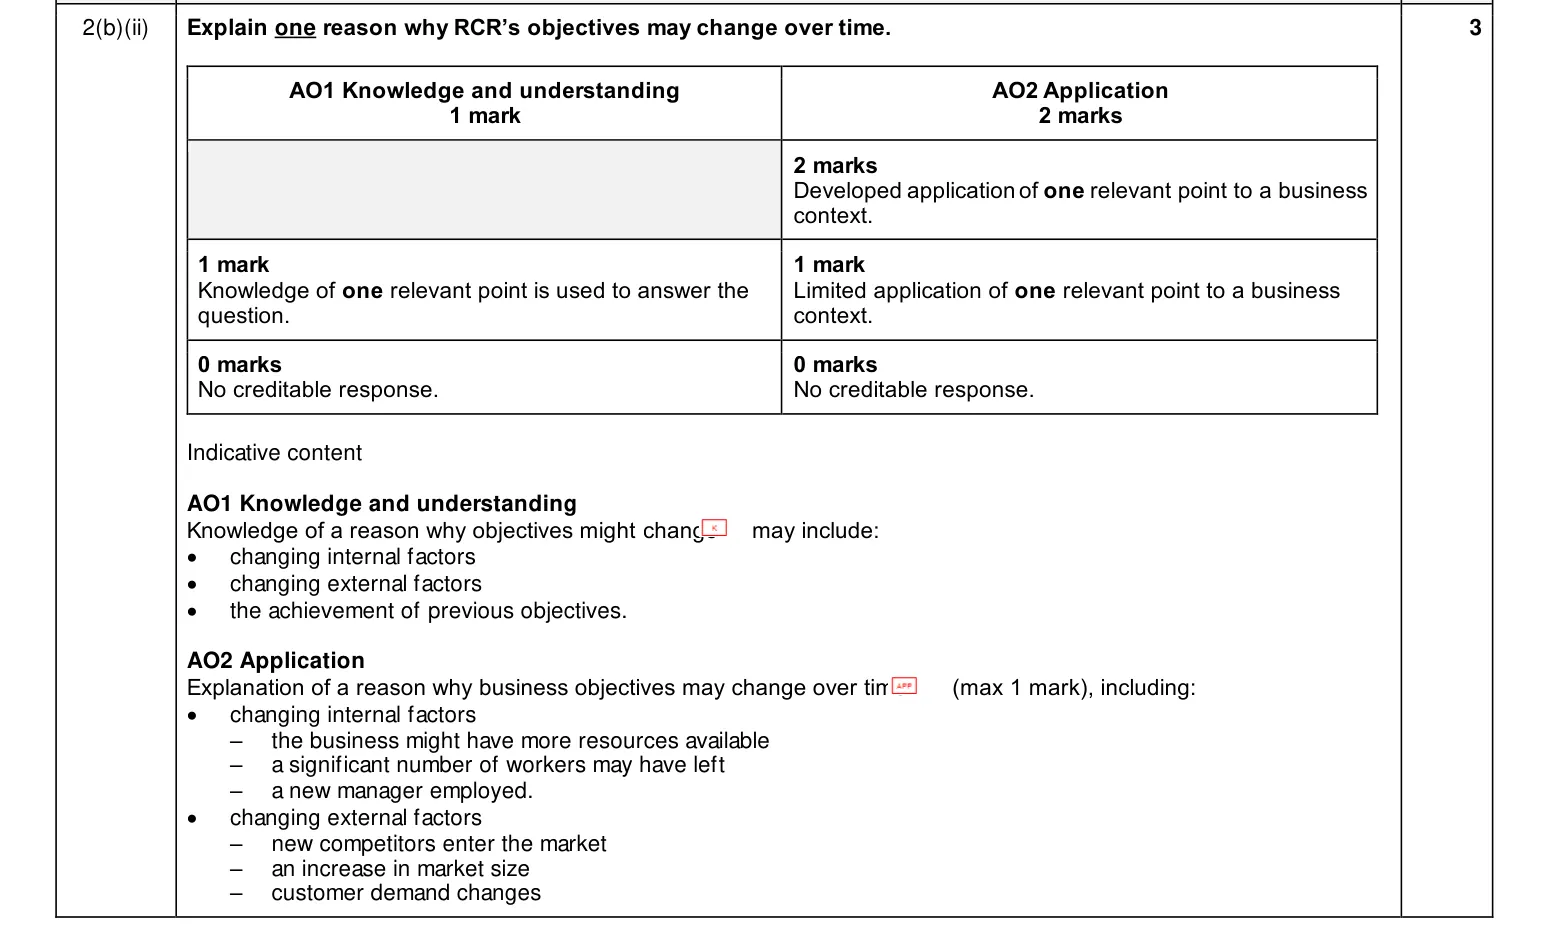 2(b)(ii) Explain one reason why RCR's objectives may change over time. 3
AO1 Knowledge and understanding
1 mark
AO2 Application
2 marks
2 marks
Developed application of one relevant point to a business
context.
1 mark
Knowledge of one relevant point is used to answer the
question.
1 mark
Limited application of one relevant point to a business
context.
0 marks
No creditable response.
0 marks
No creditable response.
Indicative content
AO1 Knowledge and understanding
Knowledge of a reason why objectives might change K may include:
• changing internal factors
• changing external factors
• the achievement of previous objectives.
AO2 Application
Explanation of a reason why business objectives may change over time APP (max 1 mark), including:
• changing internal factors
– the business might have more resources available
– a significant number of workers may have left
– a new manager employed.
• changing external factors
– new competitors enter the market
– an increase in market size
– customer demand changes